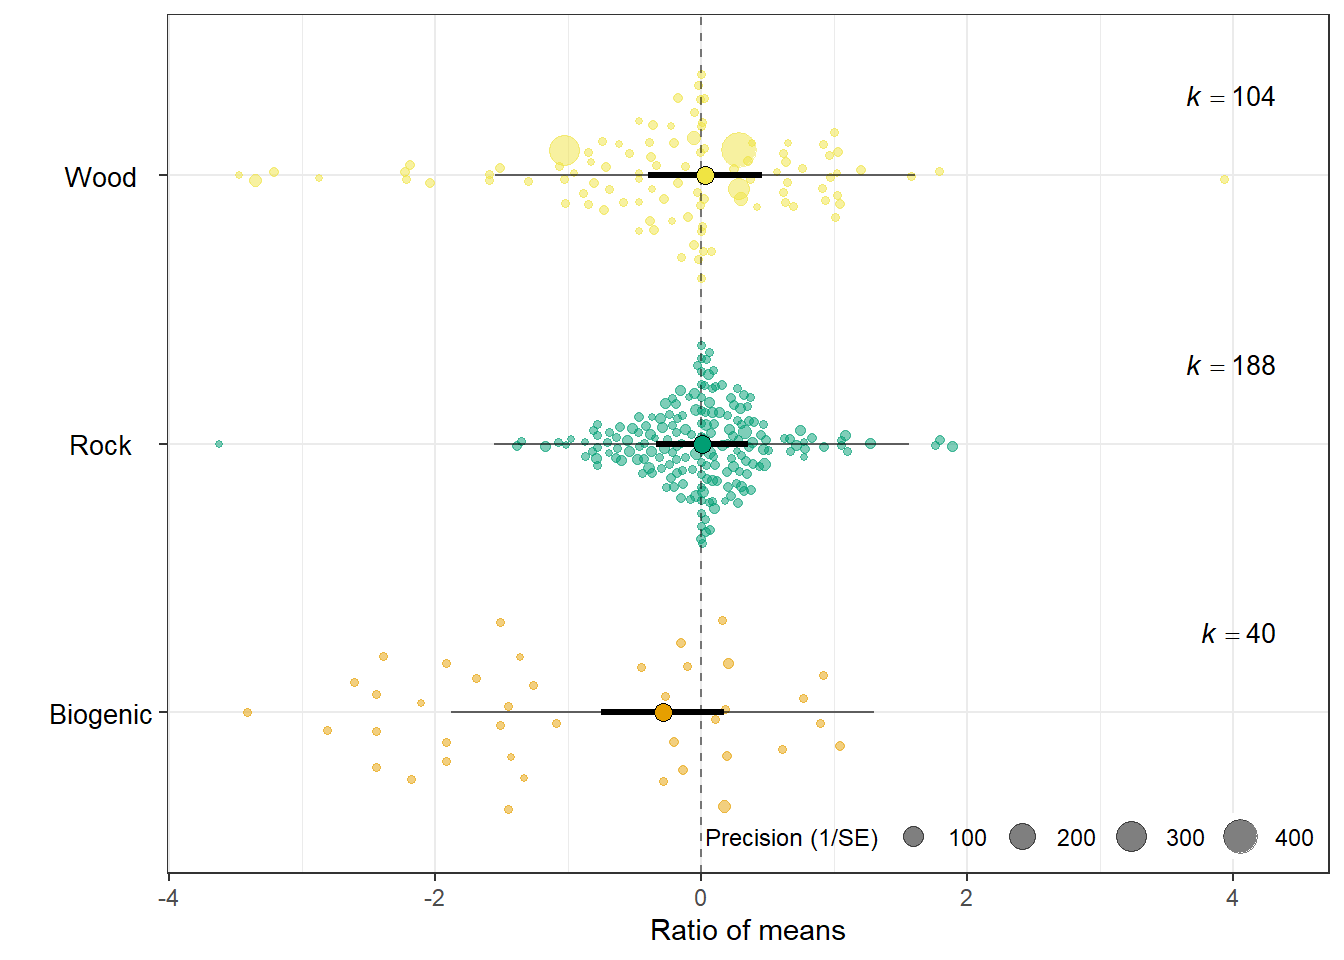 k = 104
Wood
k = 188
Rock
k = 40
Biogenic
Precision (1/SE) 100 200 300 400
-4 -2 0 2 4
Ratio of means